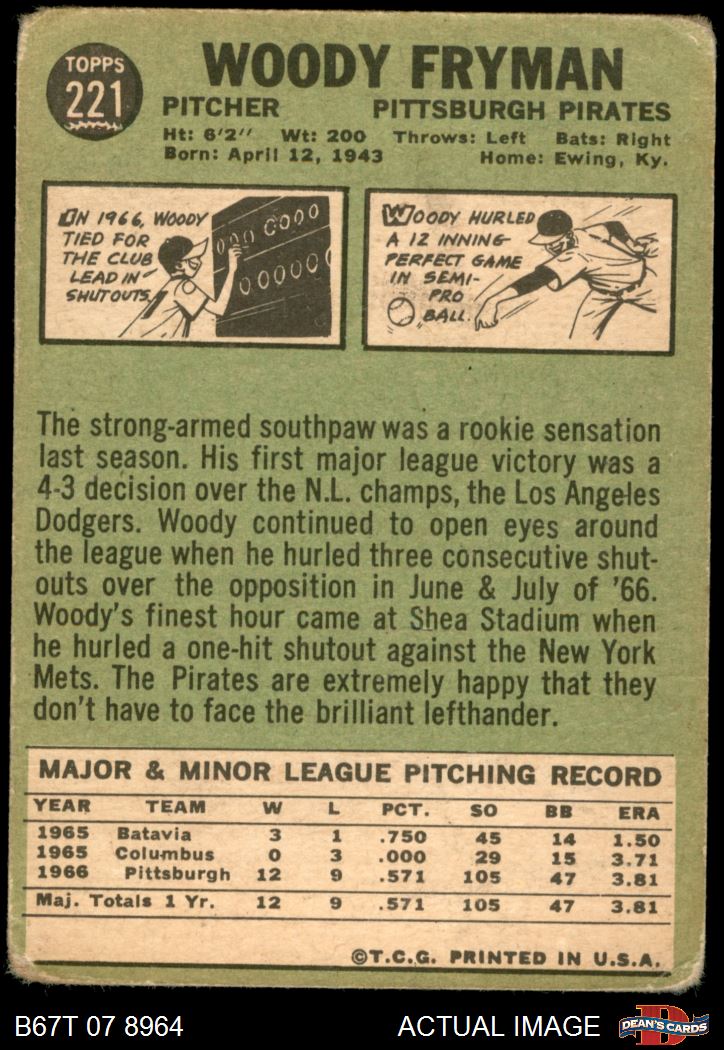 TOPPS
221
WOODY FRYMAN
PITCHER PITTSBURGH PIRATES
Ht: 6'2" Wt: 200 Throws: Left Bats: Right
Born: April 12, 1943 Home: Ewing, Ky.
IN 1966, WOODY
TIED FOR
THE CLUB
LEAD IN
SHUTOUTS.
WOODY HURLED
A 12 INNING
PERFECT GAME
IN SEMI-
PRO
BALL.
The strong-armed southpaw was a rookie sensation
last season. His first major league victory was a
4-3 decision over the N.L. champs, the Los Angeles
Dodgers. Woody continued to open eyes around
the league when he hurled three consecutive shut-
outs over the opposition in June & July of '66.
Woody's finest hour came at Shea Stadium when
he hurled a one-hit shutout against the New York
Mets. The Pirates are extremely happy that they
don't have to face the brilliant lefthander.
MAJOR & MINOR LEAGUE PITCHING RECORD
YEAR TEAM W L PCT. SO BB ERA
1965 Batavia 3 1 .750 45 14 1.50
1965 Columbus 0 3 .000 29 15 3.71
1966 Pittsburgh 12 9 .571 105 47 3.81
Maj. Totals 1 Yr. 12 9 .571 105 47 3.81
©T.C.G. PRINTED IN U.S.A.
B67T 07 8964 ACTUAL IMAGE
D
DEAN'S CARDS